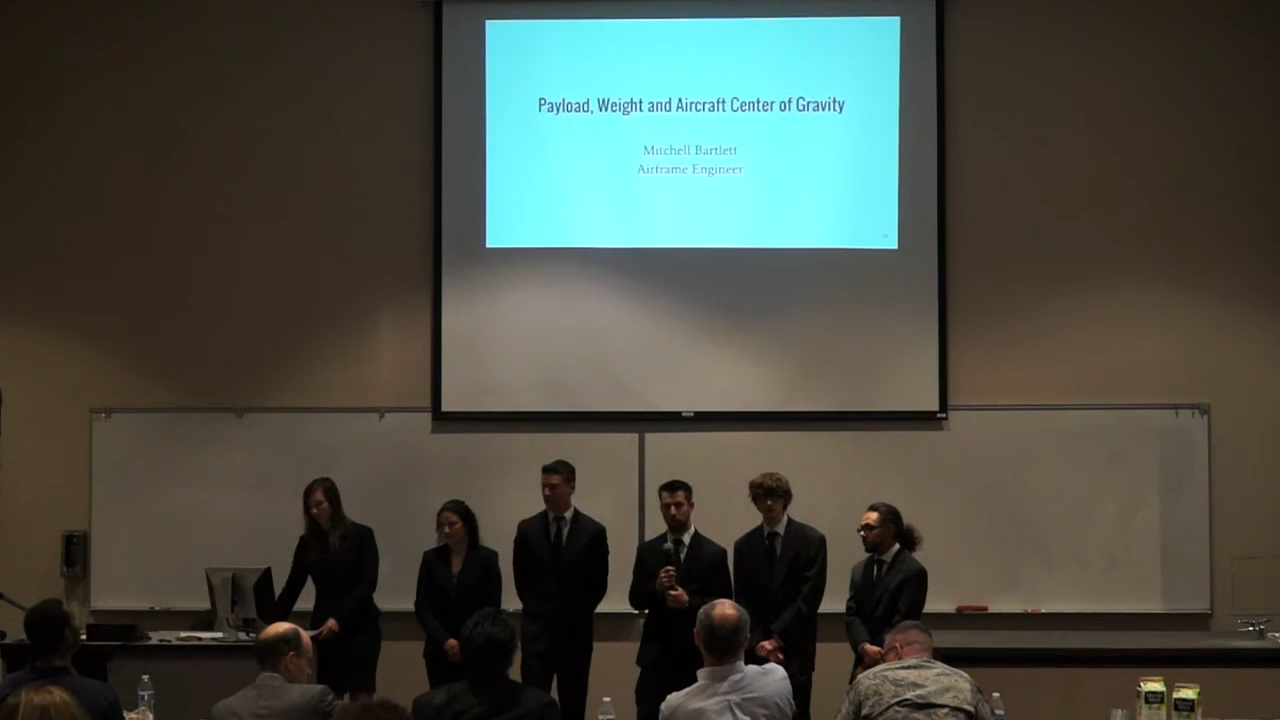 Payload, Weight and Aircraft Center of Gravity
Mitchell Bartlett
Airframe Engineer